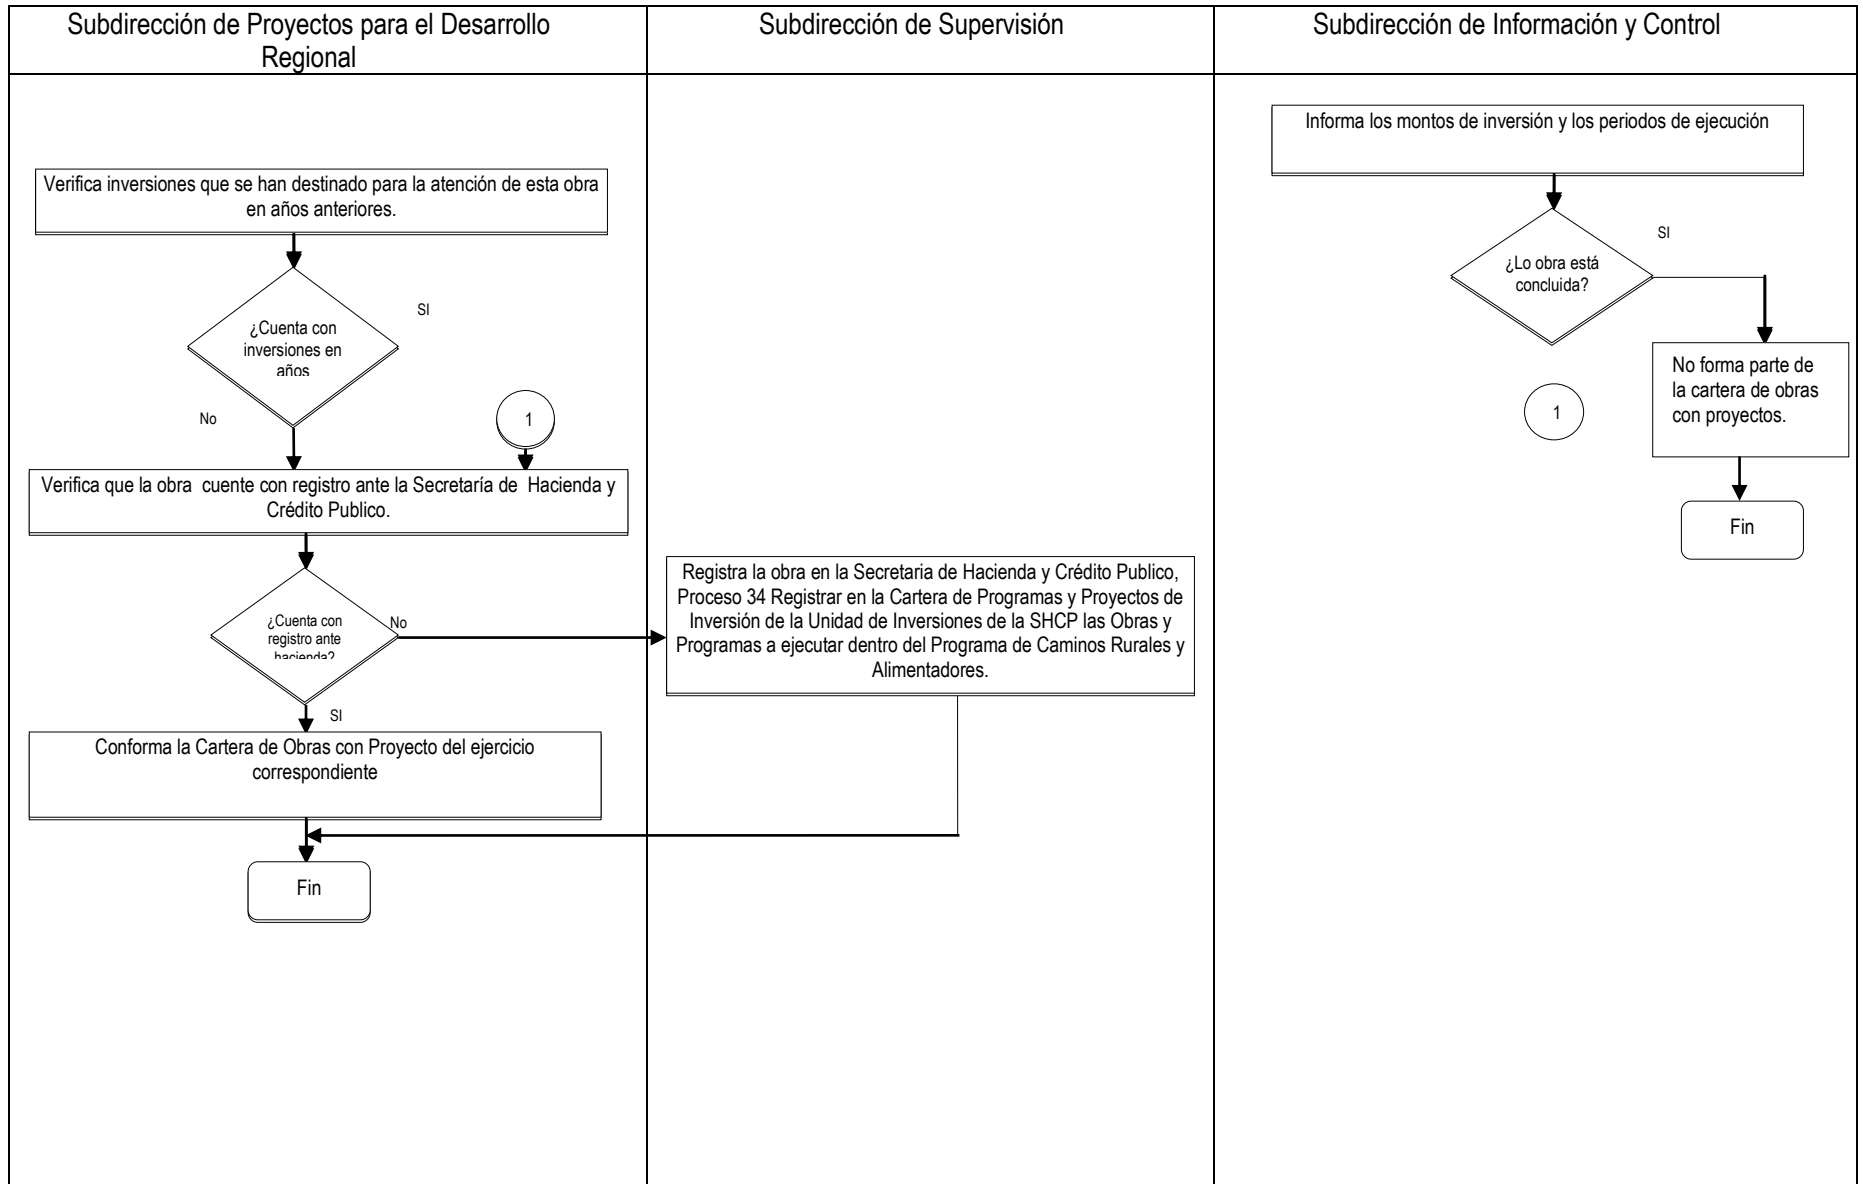 Subdirección de Proyectos para el Desarrollo
Regional
Subdirección de Supervisión
Subdirección de Información y Control
Verifica inversiones que se han destinado para la atención de esta obra
en años anteriores.
¿Cuenta con
inversiones en
años
SI
No
1
Verifica que la obra cuente con registro ante la Secretaría de Hacienda y
Crédito Publico.
¿Cuenta con
registro ante
hacienda?
No
SI
Conforma la Cartera de Obras con Proyecto del ejercicio
correspondiente
Fin
Registra la obra en la Secretaria de Hacienda y Crédito Publico,
Proceso 34 Registrar en la Cartera de Programas y Proyectos de
Inversión de la Unidad de Inversiones de la SHCP las Obras y
Programas a ejecutar dentro del Programa de Caminos Rurales y
Alimentadores.
Informa los montos de inversión y los periodos de ejecución
¿Lo obra está
concluida?
SI
1
No forma parte de
la cartera de obras
con proyectos.
Fin